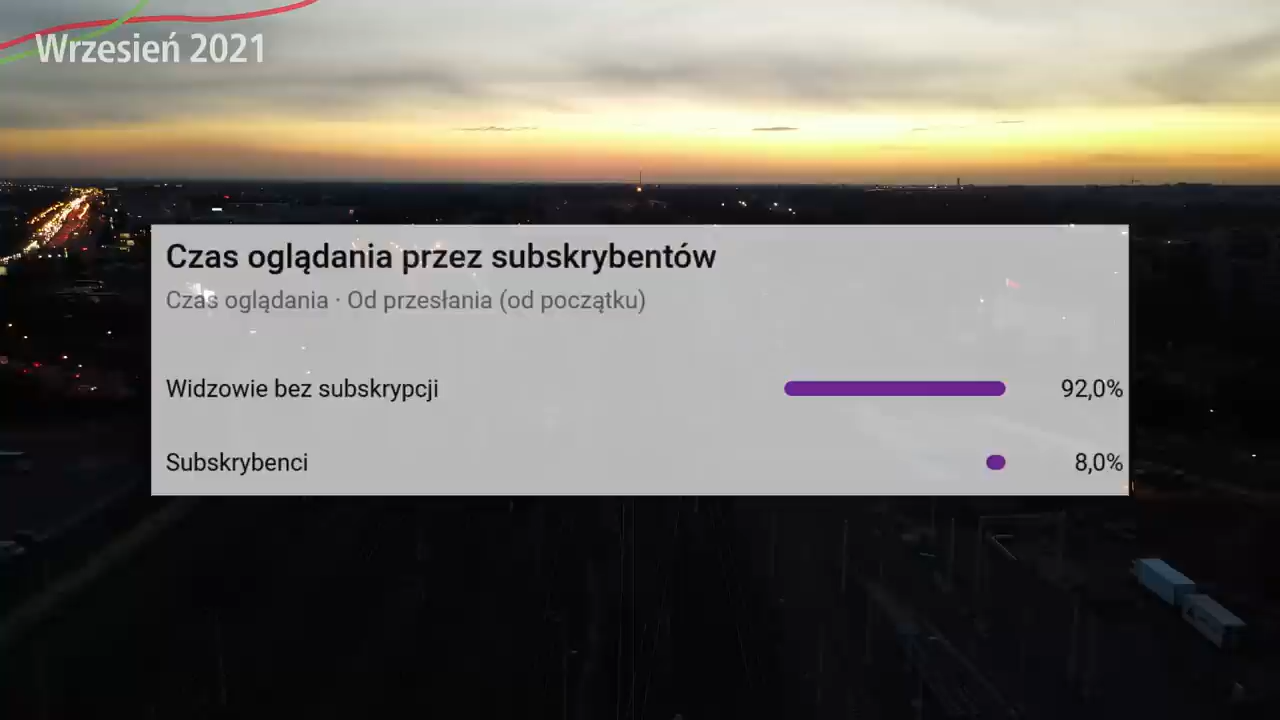 Wrzesień 2021
Czas oglądania przez subskrybentów
Czas oglądania · Od przesłania (od początku)
Widzowie bez subskrypcji 92,0%
Subskrybenci 8,0%